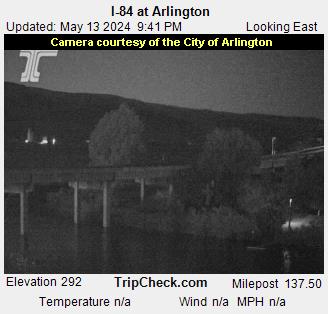 I-84 at Arlington
Updated: May 13 2024 9:41 PM Looking East
Camera courtesy of the City of Arlington
Elevation 292 TripCheck.com Milepost 137.50
Temperature n/a Wind n/a MPH n/a